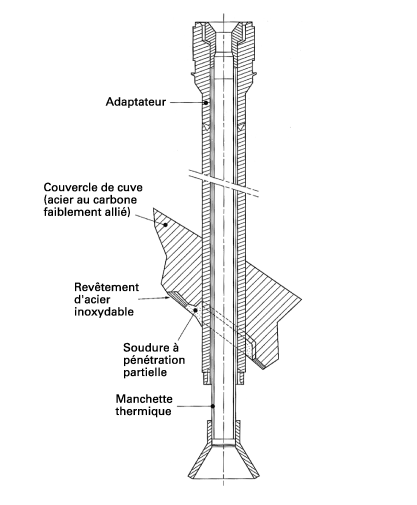 Adaptateur
Couvercle de cuve
(acier au carbone
faiblement allié)
Revêtement
d'acier
inoxydable
Soudure à
pénétration
partielle
Manchette
thermique